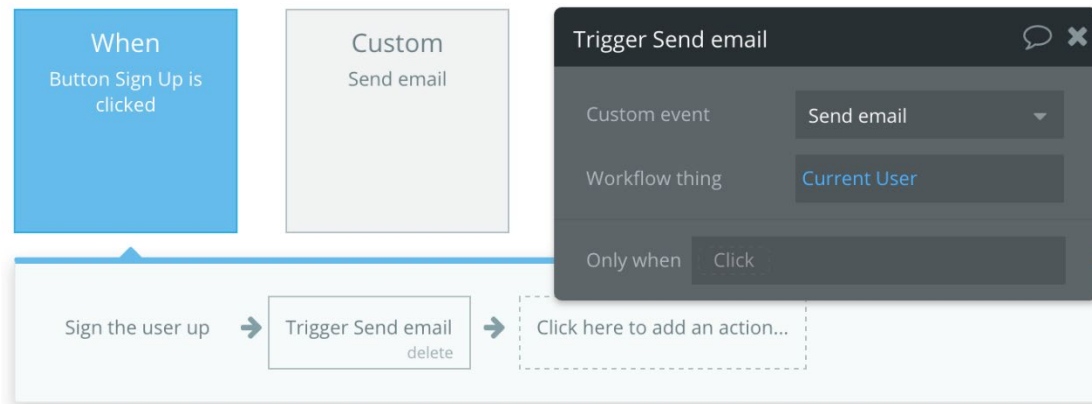 When
Button Sign Up is
clicked
Custom
Send email
Trigger Send email
Custom event
Send email
Workflow thing
Current User
Only when
Click
Sign the user up
Trigger Send email
delete
Click here to add an action...